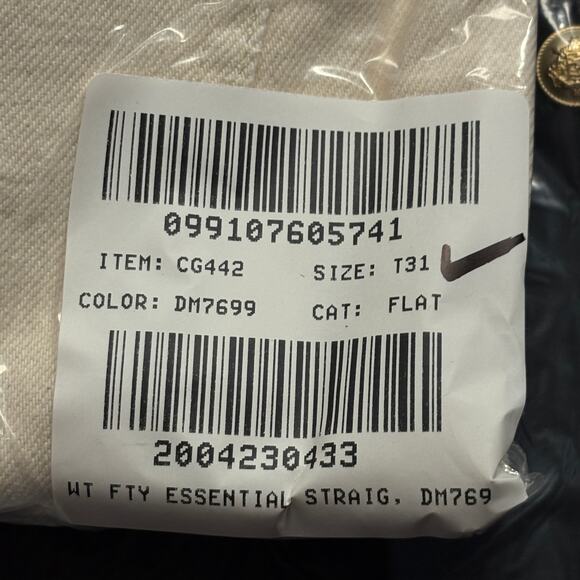 099107605741
ITEM: CG442 SIZE: T31
COLOR: DM7699 CAT: FLAT
2004230433
WT FTY ESSENTIAL STRAIG, DM769